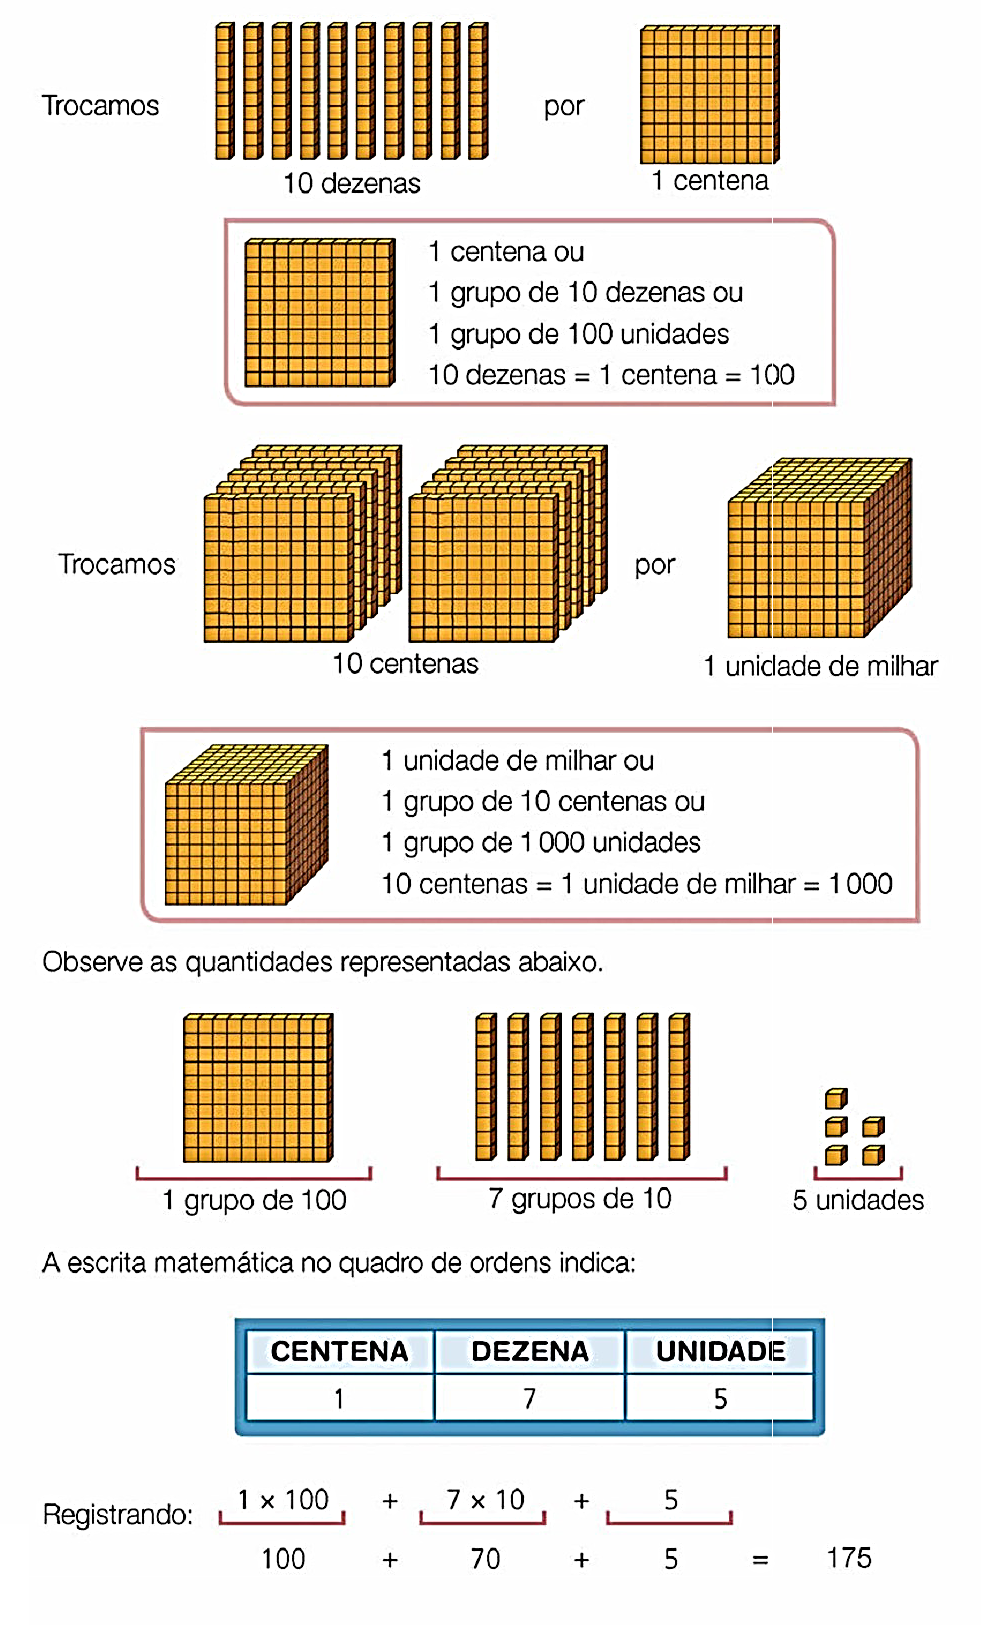 Trocamos
por
10 dezenas
1 centena
1 centena ou
1 grupo de 10 dezenas ou
1 grupo de 100 unidades
10 dezenas = 1 centena = 100
Trocamos
por
10 centenas
1 unidade de milhar
1 unidade de milhar ou
1 grupo de 10 centenas ou
1 grupo de 1 000 unidades
10 centenas = 1 unidade de milhar = 1 000
Observe as quantidades representadas abaixo.
1 grupo de 100
7 grupos de 10
5 unidades
A escrita matemática no quadro de ordens indica:
CENTENA DEZENA UNIDADE
1 7 5
Registrando: 1 × 100 + 7 × 10 + 5
100 + 70 + 5 = 175